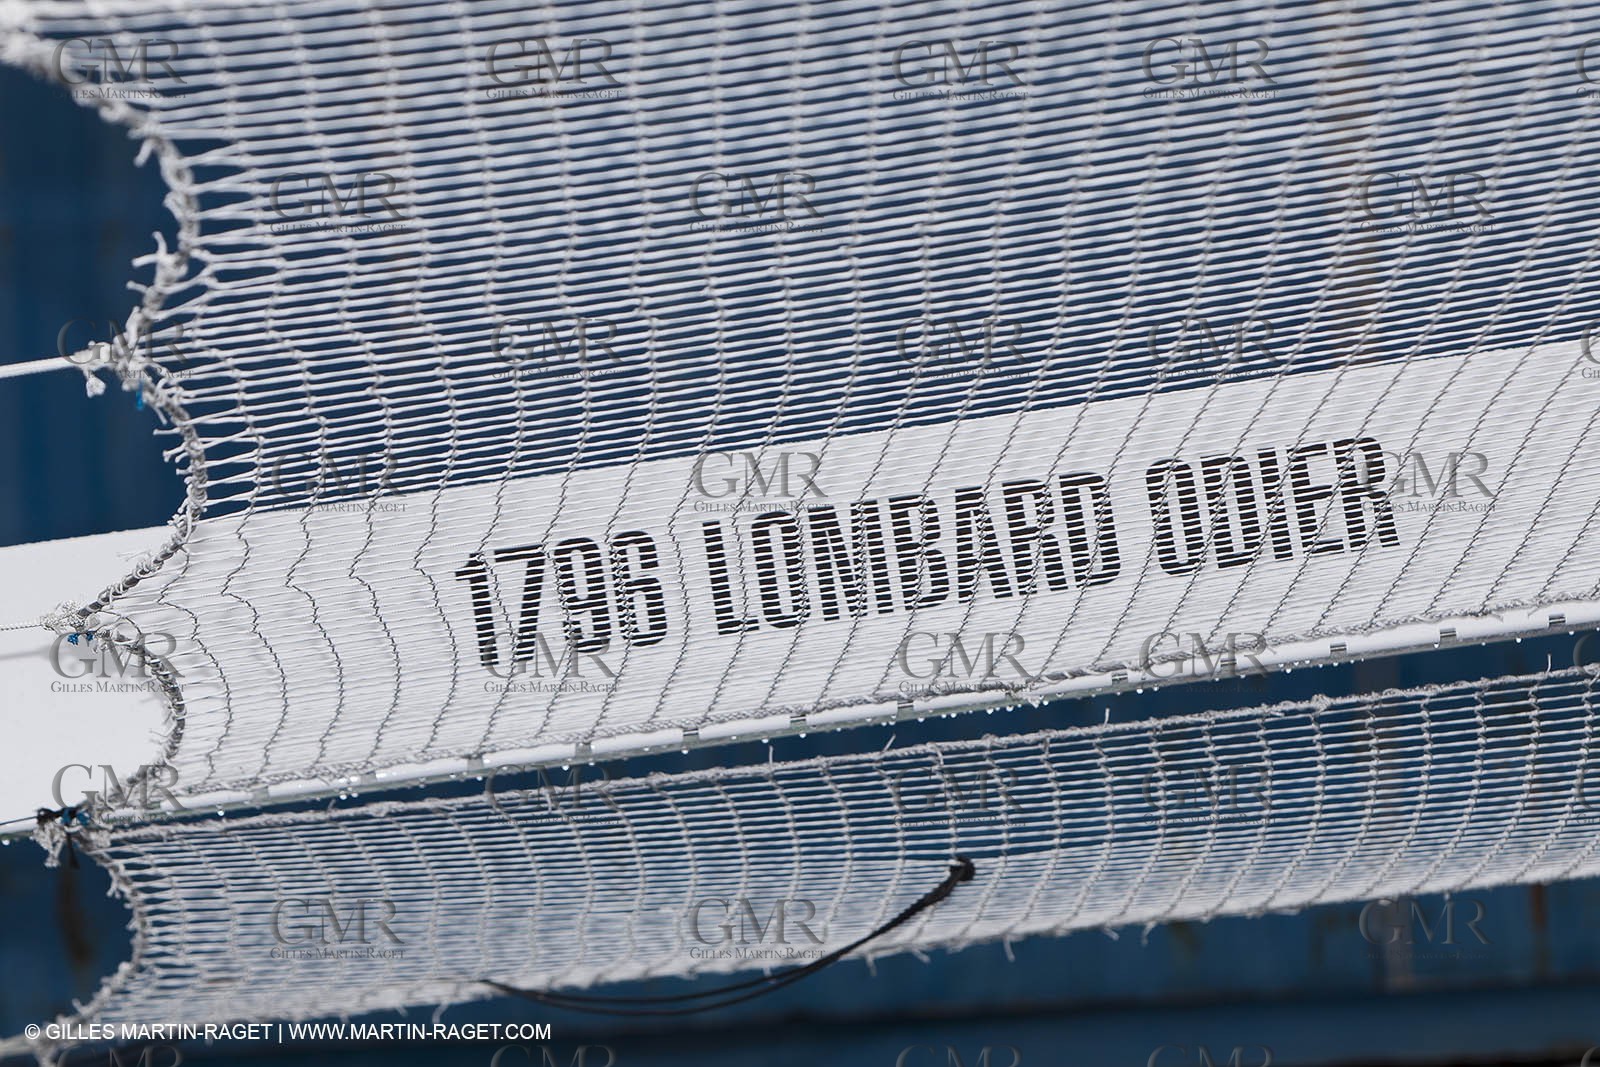 1796 LOMBARD ODIER
GMR
GILLES MARTIN-RAGET
© GILLES MARTIN-RAGET | WWW.MARTIN-RAGET.COM